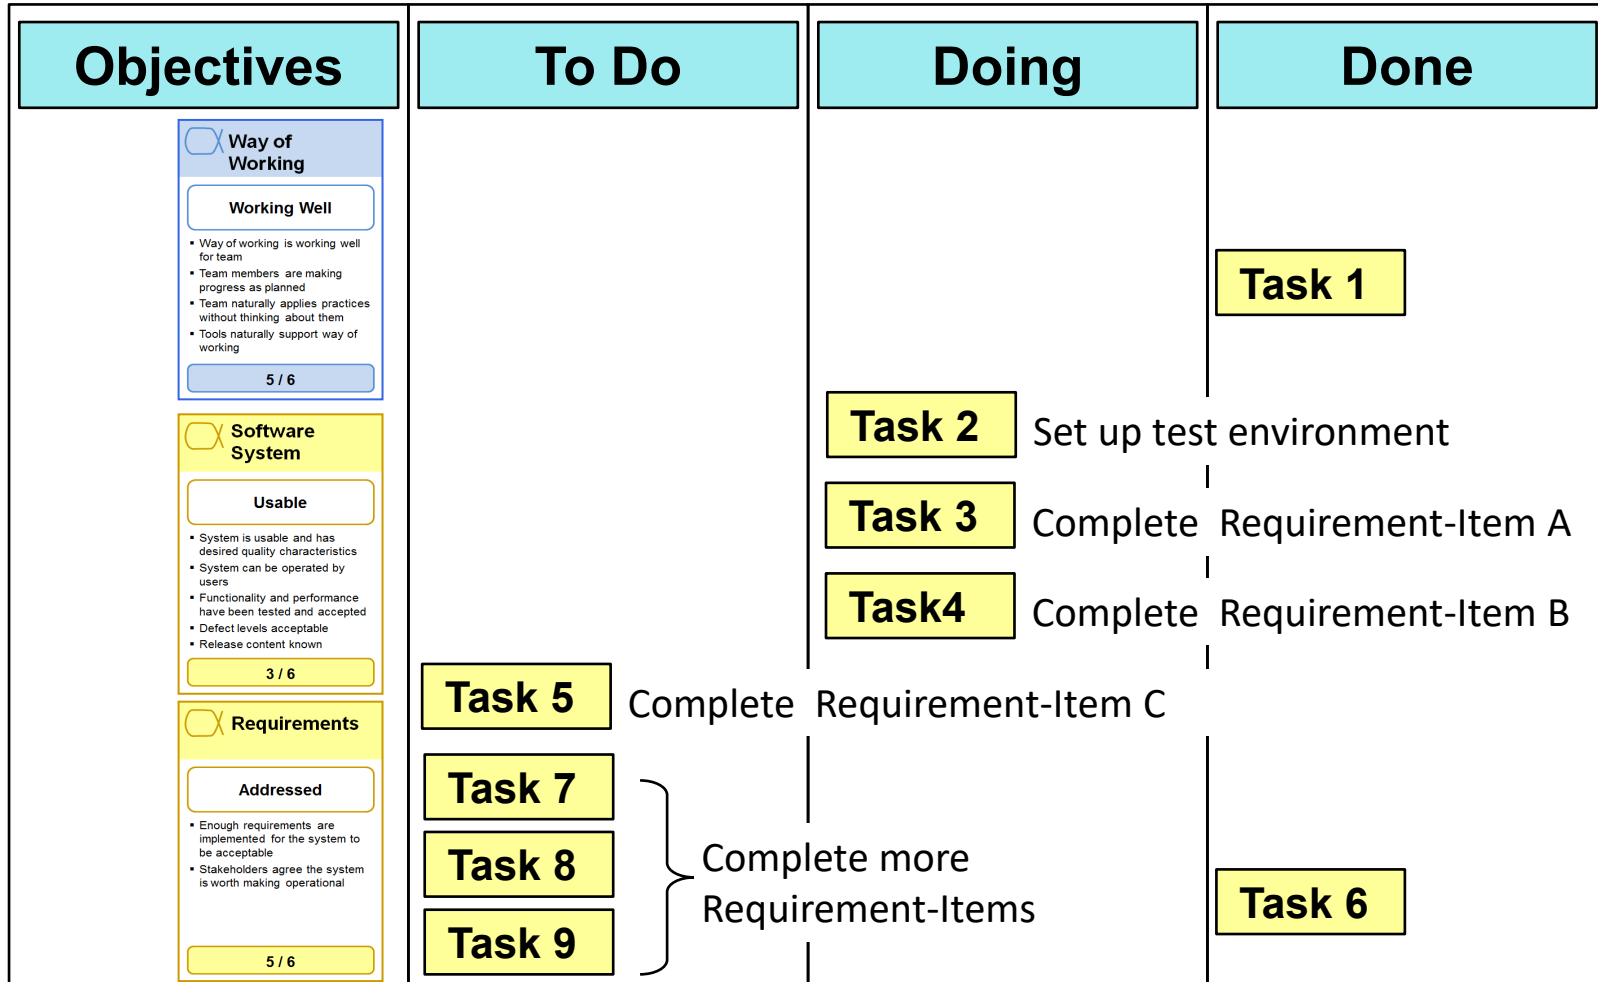 Objectives
To Do
Doing
Done
Way of
Working
Working Well
▪ Way of working is working well
for team
▪ Team members are making
progress as planned
▪ Team naturally applies practices
without thinking about them
▪ Tools naturally support way of
working
5 / 6
Task 1
Software
System
Usable
▪ System is usable and has
desired quality characteristics
▪ System can be operated by
users
▪ Functionality and performance
have been tested and accepted
▪ Defect levels acceptable
▪ Release content known
3 / 6
Task 2
Set up test environment
Task 3
Complete Requirement-Item A
Task4
Complete Requirement-Item B
Task 5
Complete Requirement-Item C
Requirements
Addressed
▪ Enough requirements are
implemented for the system to
be acceptable
▪ Stakeholders agree the system
is worth making operational
5 / 6
Task 7
Task 8
Task 9
Complete more
Requirement-Items
Task 6